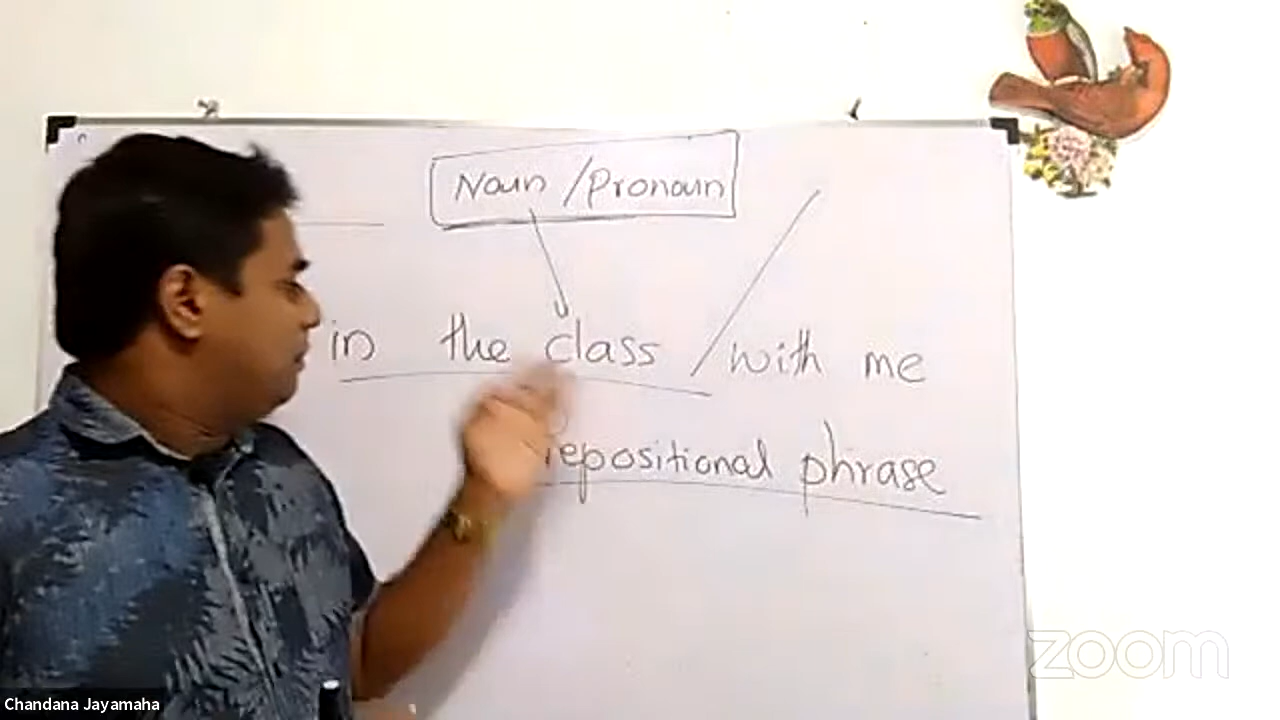 Noun /Pronoun
in the class / with me
repositional phrase
zoom
Chandana Jayamaha